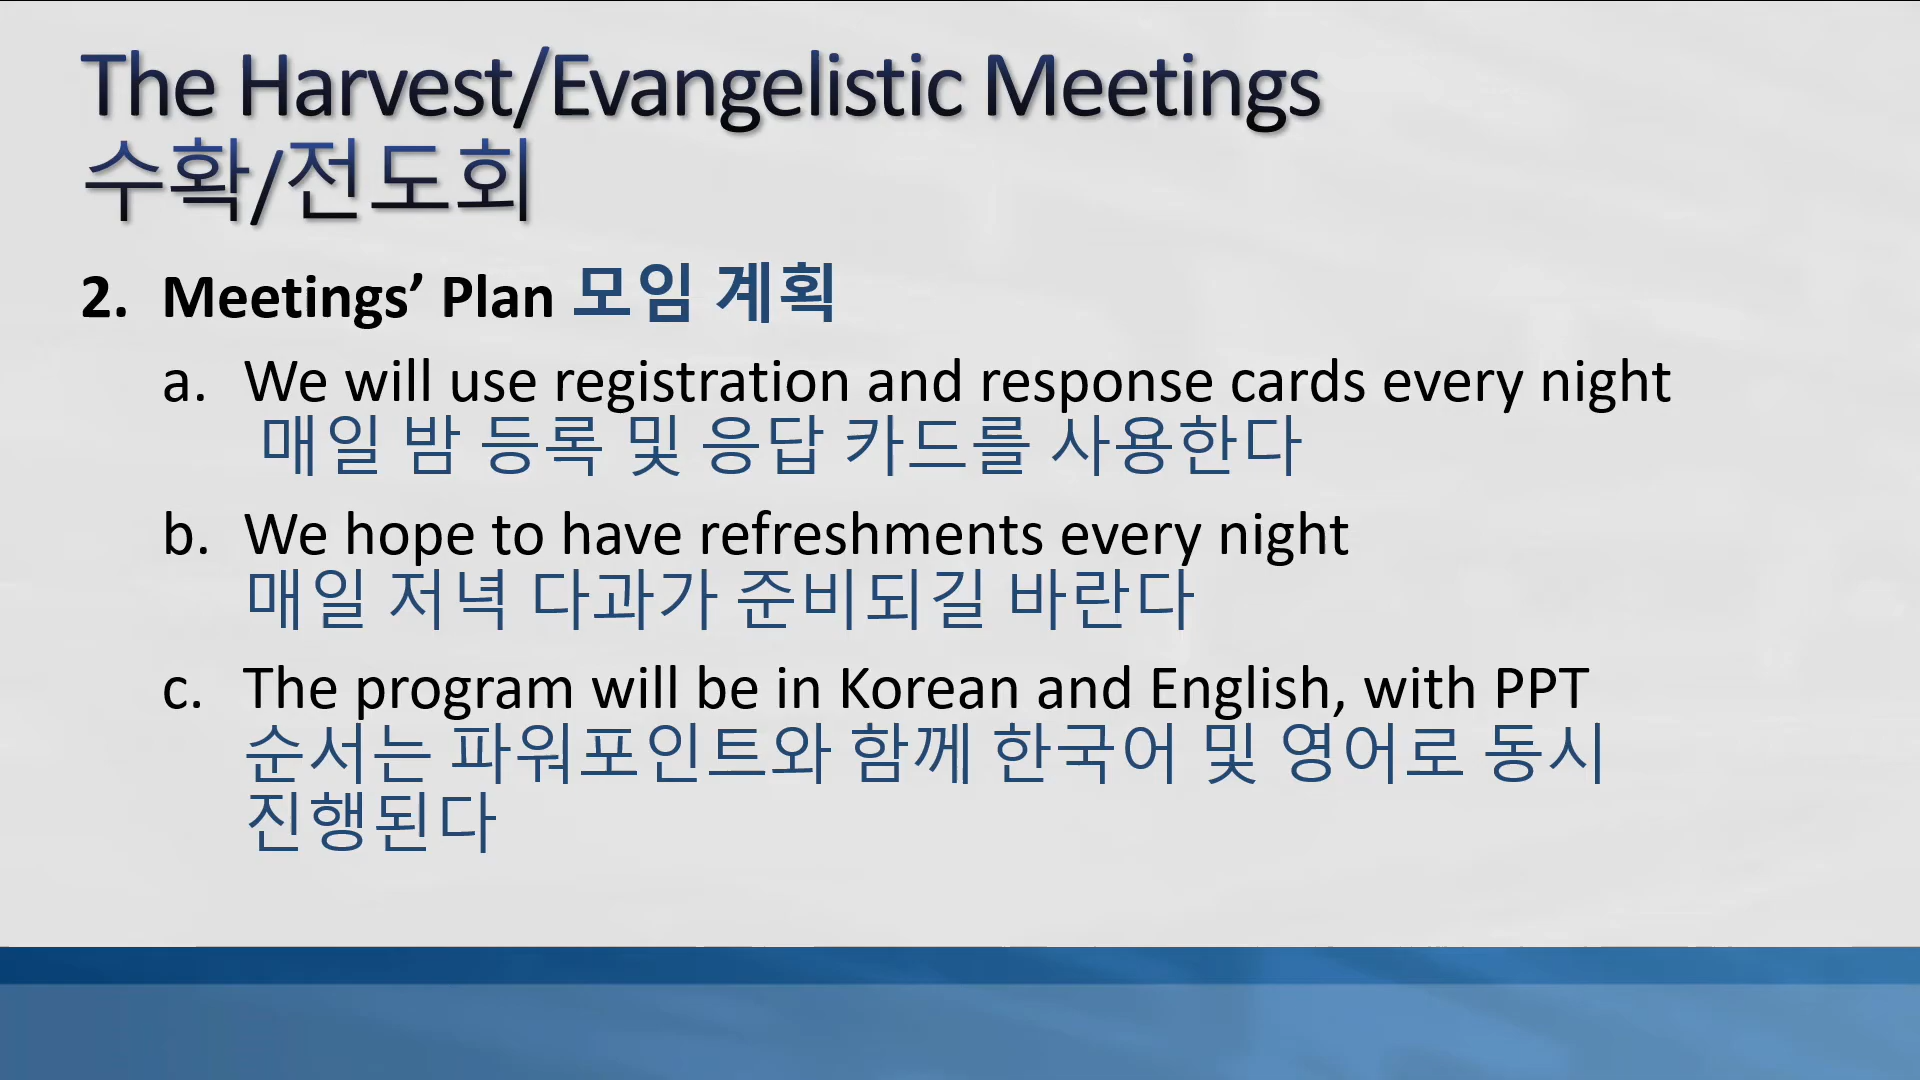 The Harvest/Evangelistic Meetings
수확/전도회
2. Meetings’ Plan 모임 계획
a. We will use registration and response cards every night
매일 밤 등록 및 응답 카드를 사용한다
b. We hope to have refreshments every night
매일 저녁 다과가 준비되길 바란다
c. The program will be in Korean and English, with PPT
순서는 파워포인트와 함께 한국어 및 영어로 동시
진행된다